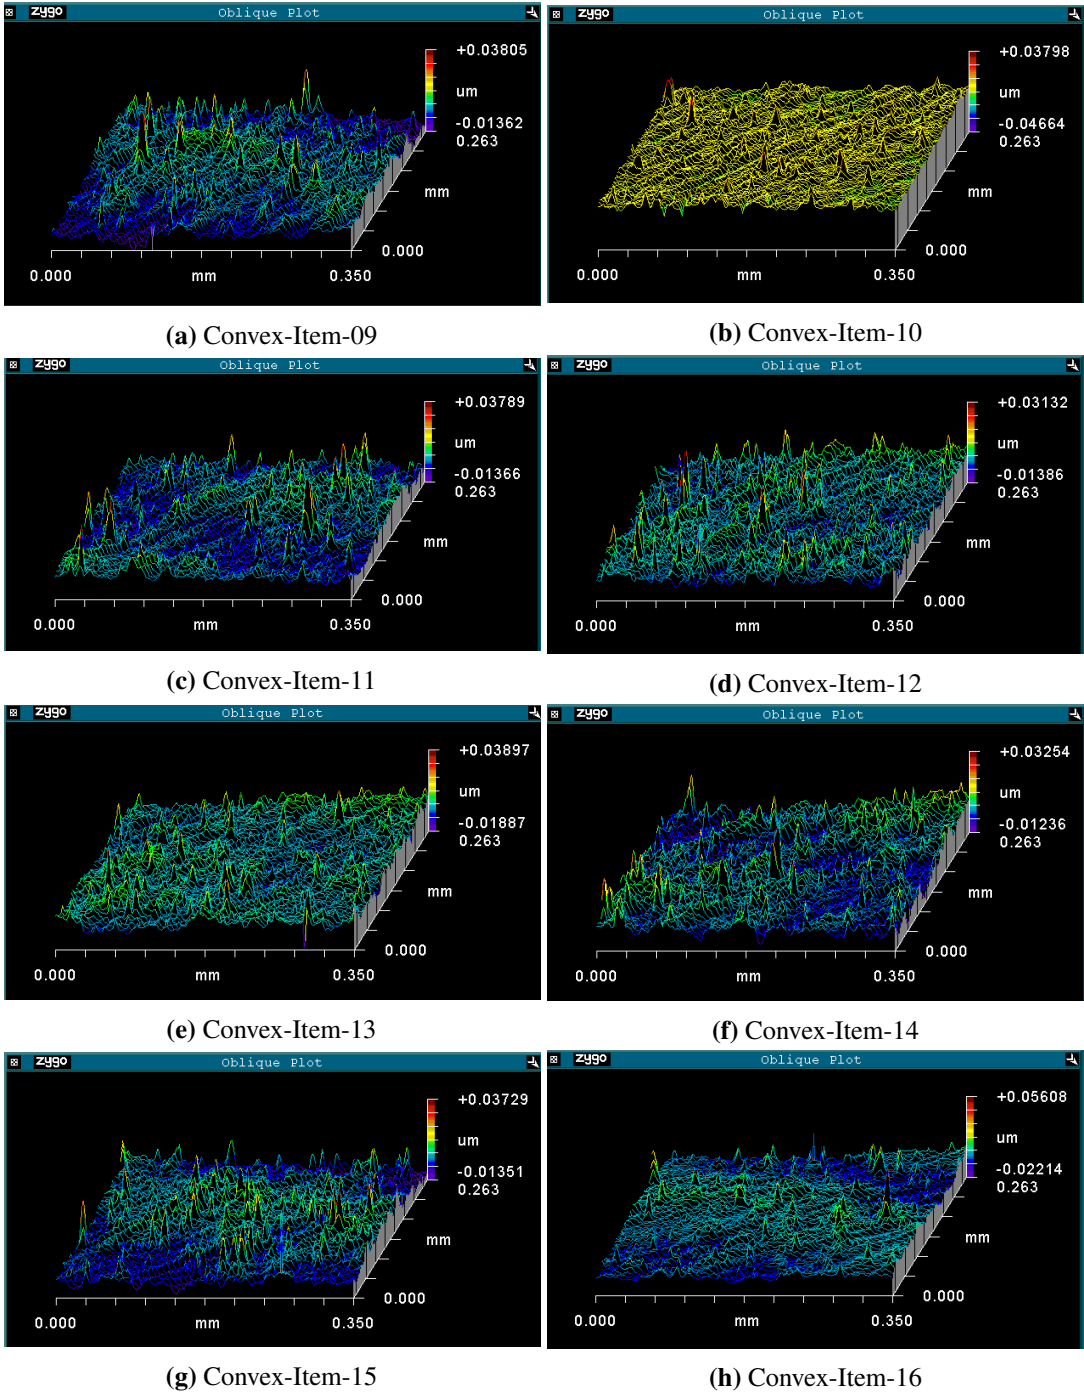 zygo Oblique Plot
+0.03805
um
-0.01362
0.263
mm
0.000
0.000 mm 0.350
(a) Convex-Item-09
zygo Oblique Plot
+0.03798
um
-0.04664
0.263
mm
0.000
0.000 mm 0.350
(b) Convex-Item-10
zygo Oblique Plot
+0.03789
um
-0.01366
0.263
mm
0.000
0.000 mm 0.350
(c) Convex-Item-11
zygo Oblique Plot
+0.03132
um
-0.01386
0.263
mm
0.000
0.000 mm 0.350
(d) Convex-Item-12
zygo Oblique Plot
+0.03897
um
-0.01887
0.263
mm
0.000
0.000 mm 0.350
(e) Convex-Item-13
zygo Oblique Plot
+0.03254
um
-0.01236
0.263
mm
0.000
0.000 mm 0.350
(f) Convex-Item-14
zygo Oblique Plot
+0.03729
um
-0.01351
0.263
mm
0.000
0.000 mm 0.350
(g) Convex-Item-15
zygo Oblique Plot
+0.05608
um
-0.02214
0.263
mm
0.000
0.000 mm 0.350
(h) Convex-Item-16